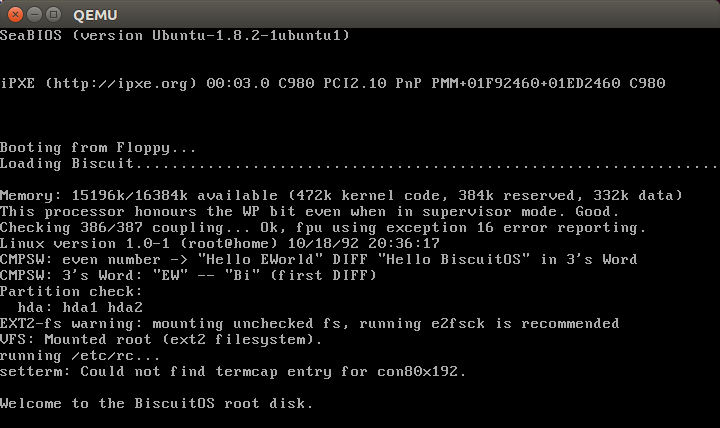 QEMU
SeaBIOS (version Ubuntu-1.8.2-1ubuntu1)
iPXE (http://ipxe.org) 00:03.0 C980 PCI2.10 PnP PMM+01F92460+01ED2460 C980
Booting from Floppy...
Loading Biscuit.........................................................................
Memory: 15196k/16384k available (472k kernel code, 384k reserved, 332k data)
This processor honours the WP bit even when in supervisor mode. Good.
Checking 386/387 coupling... Ok, fpu using exception 16 error reporting.
Linux version 1.0-1 (root@home) 10/18/92 20:36:17
CMPSW: even number -> "Hello EWorld" DIFF "Hello BiscuitOS" in 3's Word
CMPSW: 3's Word: "EW" -- "Bi" (first DIFF)
Partition check:
  hda: hda1 hda2
EXT2-fs warning: mounting unchecked fs, running e2fsck is recommended
VFS: Mounted root (ext2 filesystem).
running /etc/rc...
setterm: Could not find termcap entry for con80x192.
Welcome to the BiscuitOS root disk.